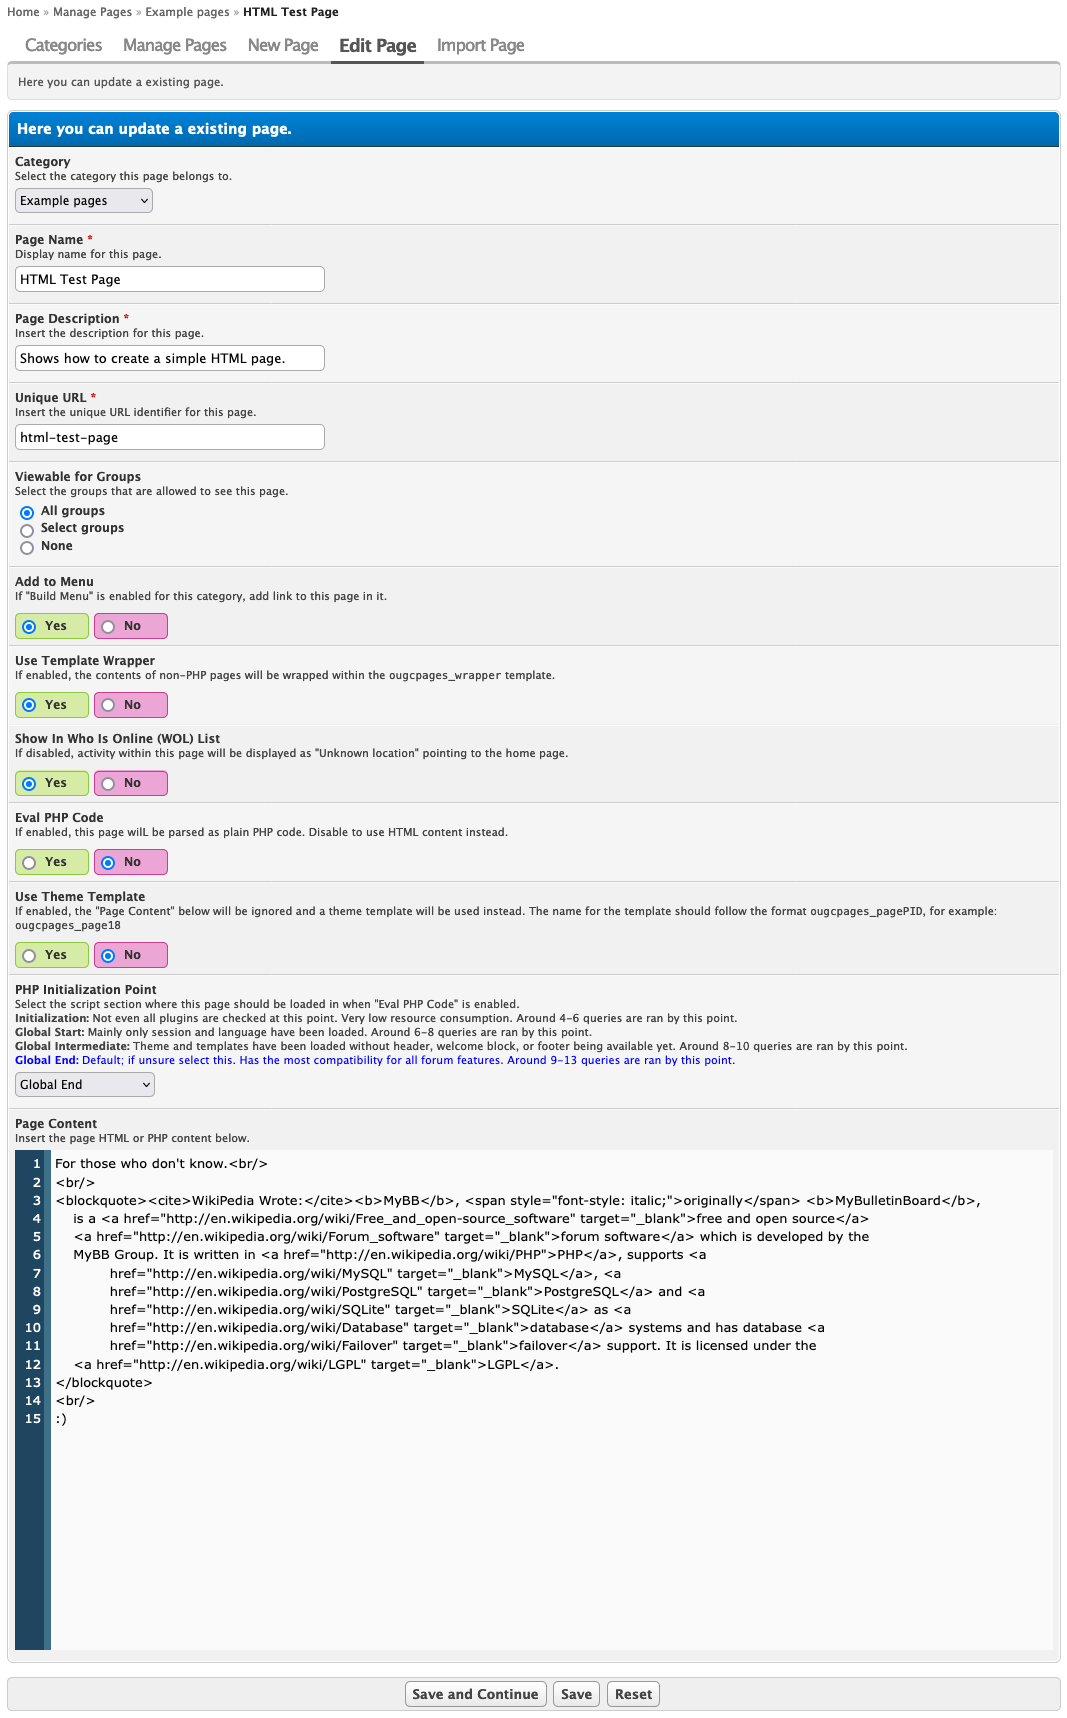 Home » Manage Pages » Example pages » HTML Test Page
Categories Manage Pages New Page Edit Page Import Page
Here you can update a existing page.
Here you can update a existing page.
Category
Select the category this page belongs to.
Example pages
Page Name *
Display name for this page.
HTML Test Page
Page Description *
Insert the description for this page.
Shows how to create a simple HTML page.
Unique URL *
Insert the unique URL identifier for this page.
html-test-page
Viewable for Groups
Select the groups that are allowed to see this page.
All groups
Select groups
None
Add to Menu
If "Build Menu" is enabled for this category, add link to this page in it.
Yes No
Use Template Wrapper
If enabled, the contents of non-PHP pages will be wrapped within the ougcpages_wrapper template.
Yes No
Show In Who Is Online (WOL) List
If disabled, activity within this page will be displayed as "Unknown location" pointing to the home page.
Yes No
Eval PHP Code
If enabled, this page wilL be parsed as plain PHP code. Disable to use HTML content instead.
Yes No
Use Theme Template
If enabled, the "Page Content" below will be ignored and a theme template will be used instead. The name for the template should follow the format ougcpages_pagePID, for example:
ougcpages_page18
Yes No
PHP Initialization Point
Select the script section where this page should be loaded in when "Eval PHP Code" is enabled.
Initialization: Not even all plugins are checked at this point. Very low resource consumption. Around 4-6 queries are ran by this point.
Global Start: Mainly only session and language have been loaded. Around 6-8 queries are ran by this point.
Global Intermediate: Theme and templates have been loaded without header, welcome block, or footer being available yet. Around 8-10 queries are ran by this point.
Global End: Default; if unsure select this. Has the most compatibility for all forum features. Around 9-13 queries are ran by this point.
Global End
Page Content
Insert the page HTML or PHP content below.
1 For those who don't know.<br/>
2 <br/>
3 <blockquote><cite>WikiPedia Wrote:</cite><b>MyBB</b>, <span style="font-style: italic;">originally</span> <b>MyBulletinBoard</b>,
4 is a <a href="http://en.wikipedia.org/wiki/Free_and_open-source_software" target="_blank">free and open source</a>
5 <a href="http://en.wikipedia.org/wiki/Forum_software" target="_blank">forum software</a> which is developed by the
6 MyBB Group. It is written in <a href="http://en.wikipedia.org/wiki/PHP">PHP</a>, supports <a
7 href="http://en.wikipedia.org/wiki/MySQL" target="_blank">MySQL</a>, <a
8 href="http://en.wikipedia.org/wiki/PostgreSQL" target="_blank">PostgreSQL</a> and <a
9 href="http://en.wikipedia.org/wiki/SQLite" target="_blank">SQLite</a> as <a
10 href="http://en.wikipedia.org/wiki/Database" target="_blank">database</a> systems and has database <a
11 href="http://en.wikipedia.org/wiki/Failover" target="_blank">failover</a> support. It is licensed under the
12 <a href="http://en.wikipedia.org/wiki/LGPL" target="_blank">LGPL</a>.
13 </blockquote>
14 <br/>
15 :)
Save and Continue Save Reset